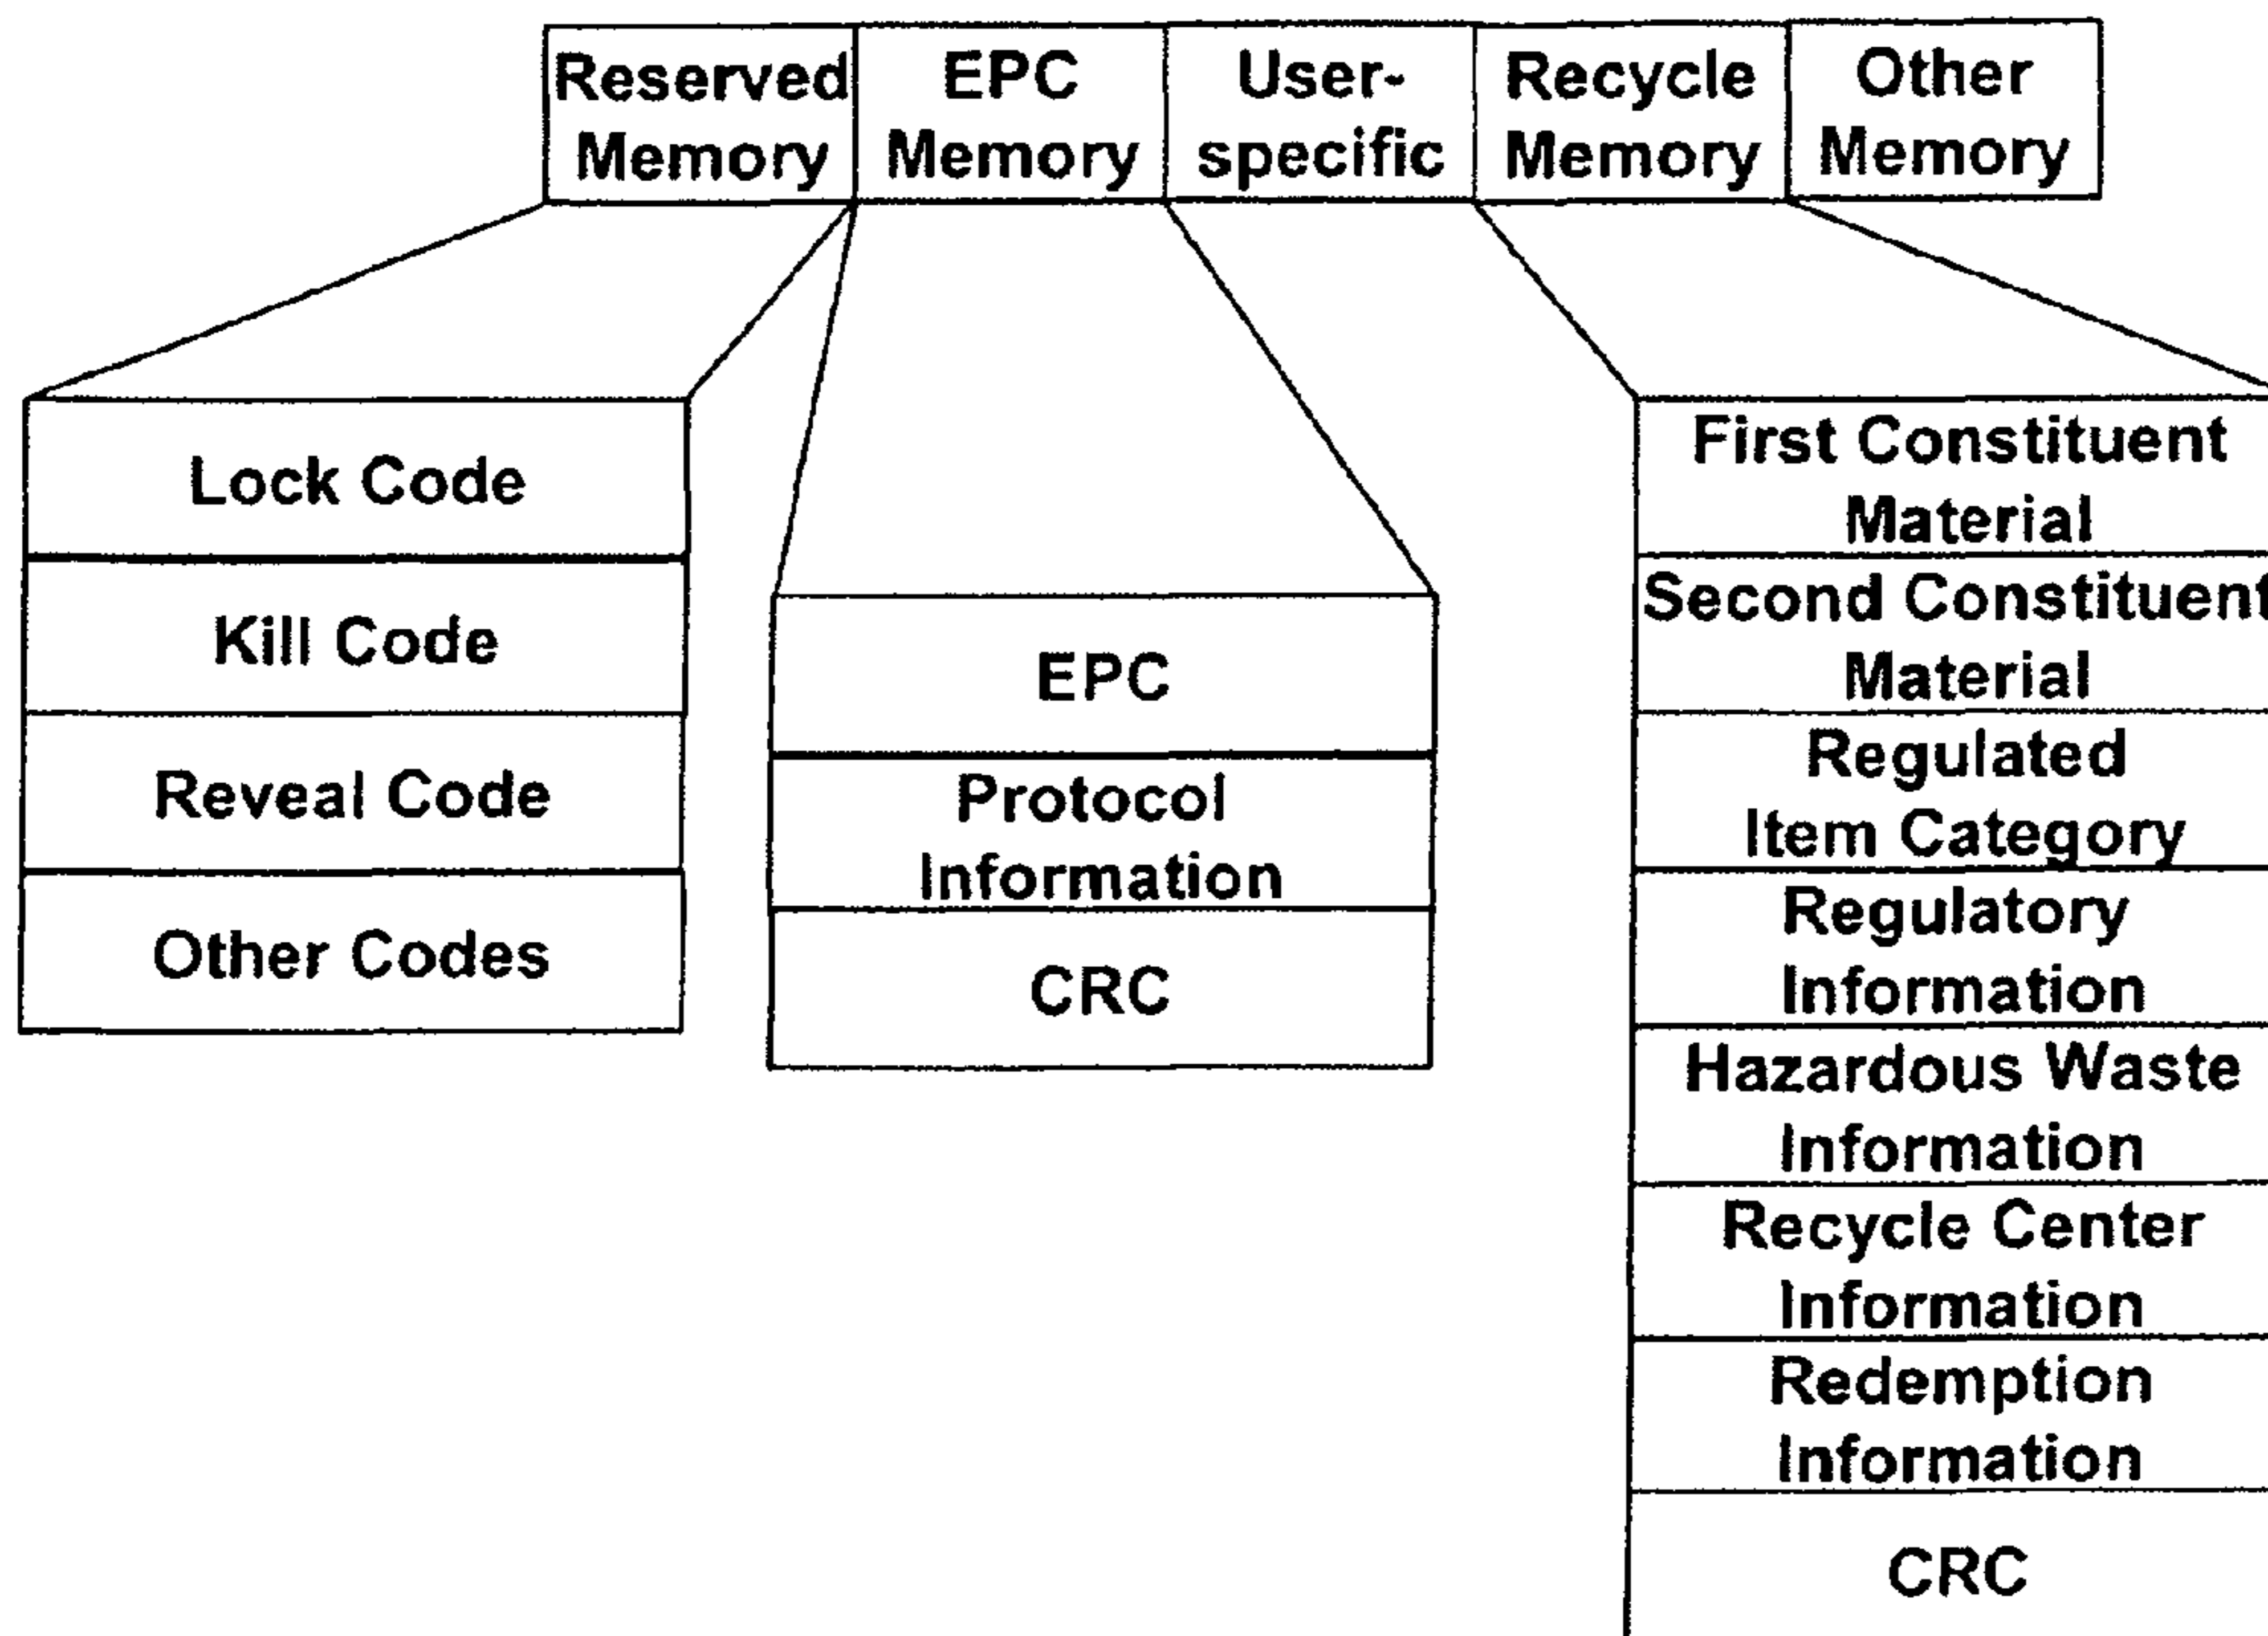 Reserved
Memory
EPC
Memory
User-
specific
Recycle
Memory
Other
Memory
Lock Code
Kill Code
Reveal Code
Other Codes
EPC
Protocol
Information
CRC
First Constituent
Material
Second Constituent
Material
Regulated
Item Category
Regulatory
Information
Hazardous Waste
Information
Recycle Center
Information
Redemption
Information
CRC